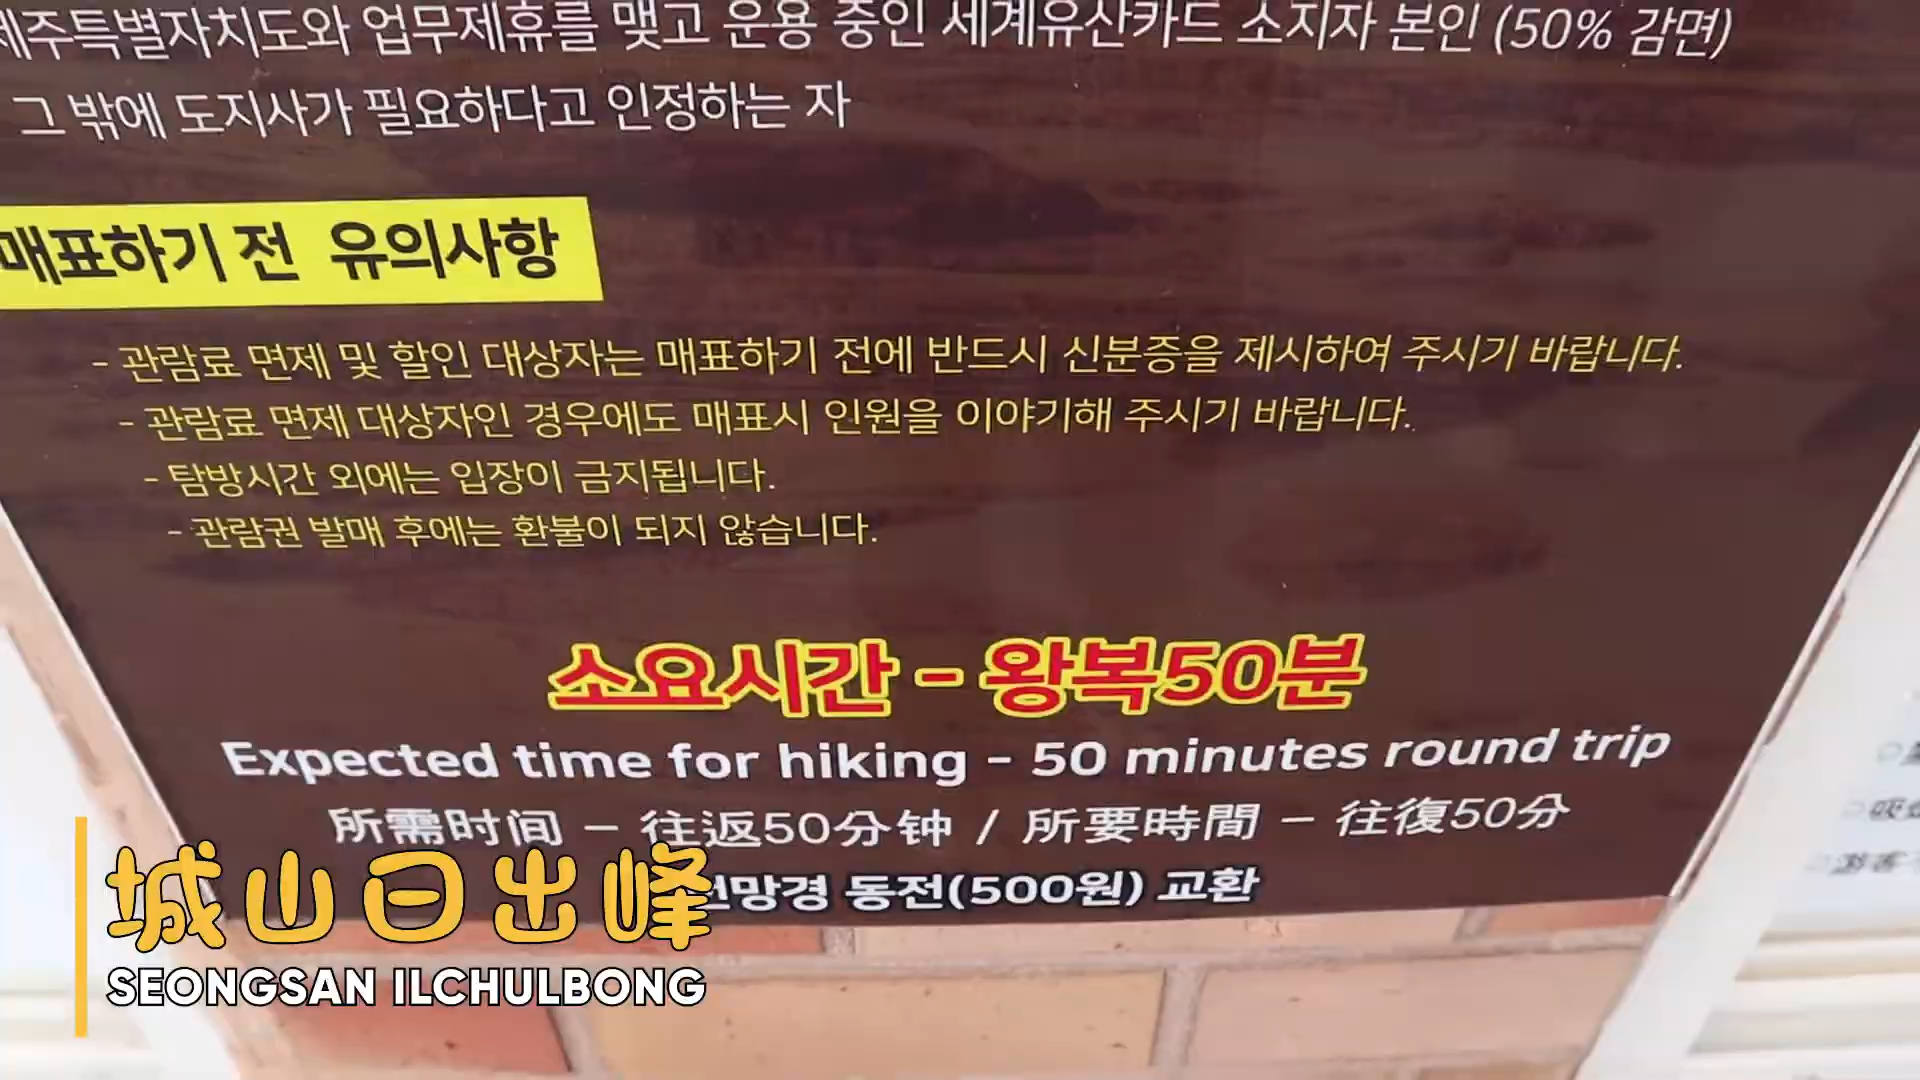 제주특별자치도와 업무제휴를 맺고 운용 중인 세계유산카드 소지자 본인 (50% 감면)
그 밖에 도지사가 필요하다고 인정하는 자
매표하기 전 유의사항
- 관람료 면제 및 할인 대상자는 매표하기 전에 반드시 신분증을 제시하여 주시기 바랍니다.
- 관람료 면제 대상자인 경우에도 매표시 인원을 이야기해 주시기 바랍니다.
- 탐방시간 외에는 입장이 금지됩니다.
- 관람권 발매 후에는 환불이 되지 않습니다.
소요시간 - 왕복50분
Expected time for hiking - 50 minutes round trip
所需时间 - 往返50分钟 / 所要時間 - 往復50分
동전(500원) 교환
城山日出峰
SEONGSAN ILCHULBONG